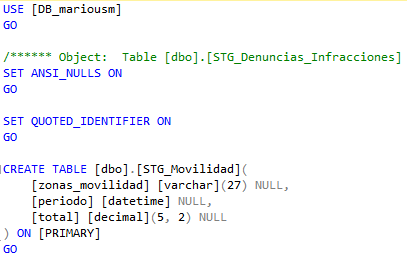 USE [DB_mariousm]
GO
/****** Object:  Table [dbo].[STG_Denuncias_Infracciones]
SET ANSI_NULLS ON
GO
SET QUOTED_IDENTIFIER ON
GO
CREATE TABLE [dbo].[STG_Movilidad](
    [zonas_movilidad] [varchar](27) NULL,
    [periodo] [datetime] NULL,
    [total] [decimal](5, 2) NULL
) ON [PRIMARY]
GO